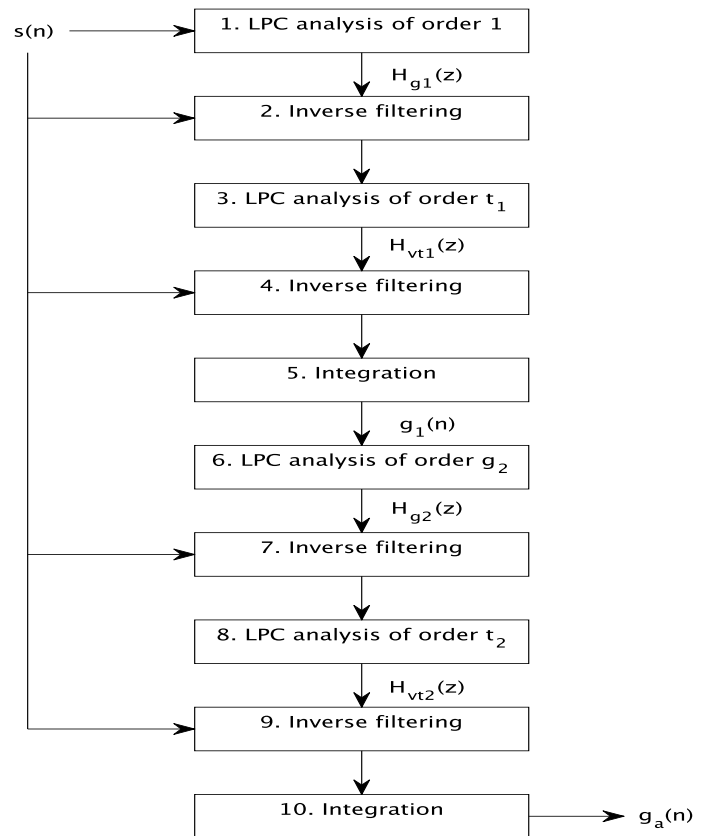 s(n)
1. LPC analysis of order 1
H_g1(z)
2. Inverse filtering
3. LPC analysis of order t_1
H_vt1(z)
4. Inverse filtering
5. Integration
g_1(n)
6. LPC analysis of order g_2
H_g2(z)
7. Inverse filtering
8. LPC analysis of order t_2
H_vt2(z)
9. Inverse filtering
10. Integration
g_a(n)